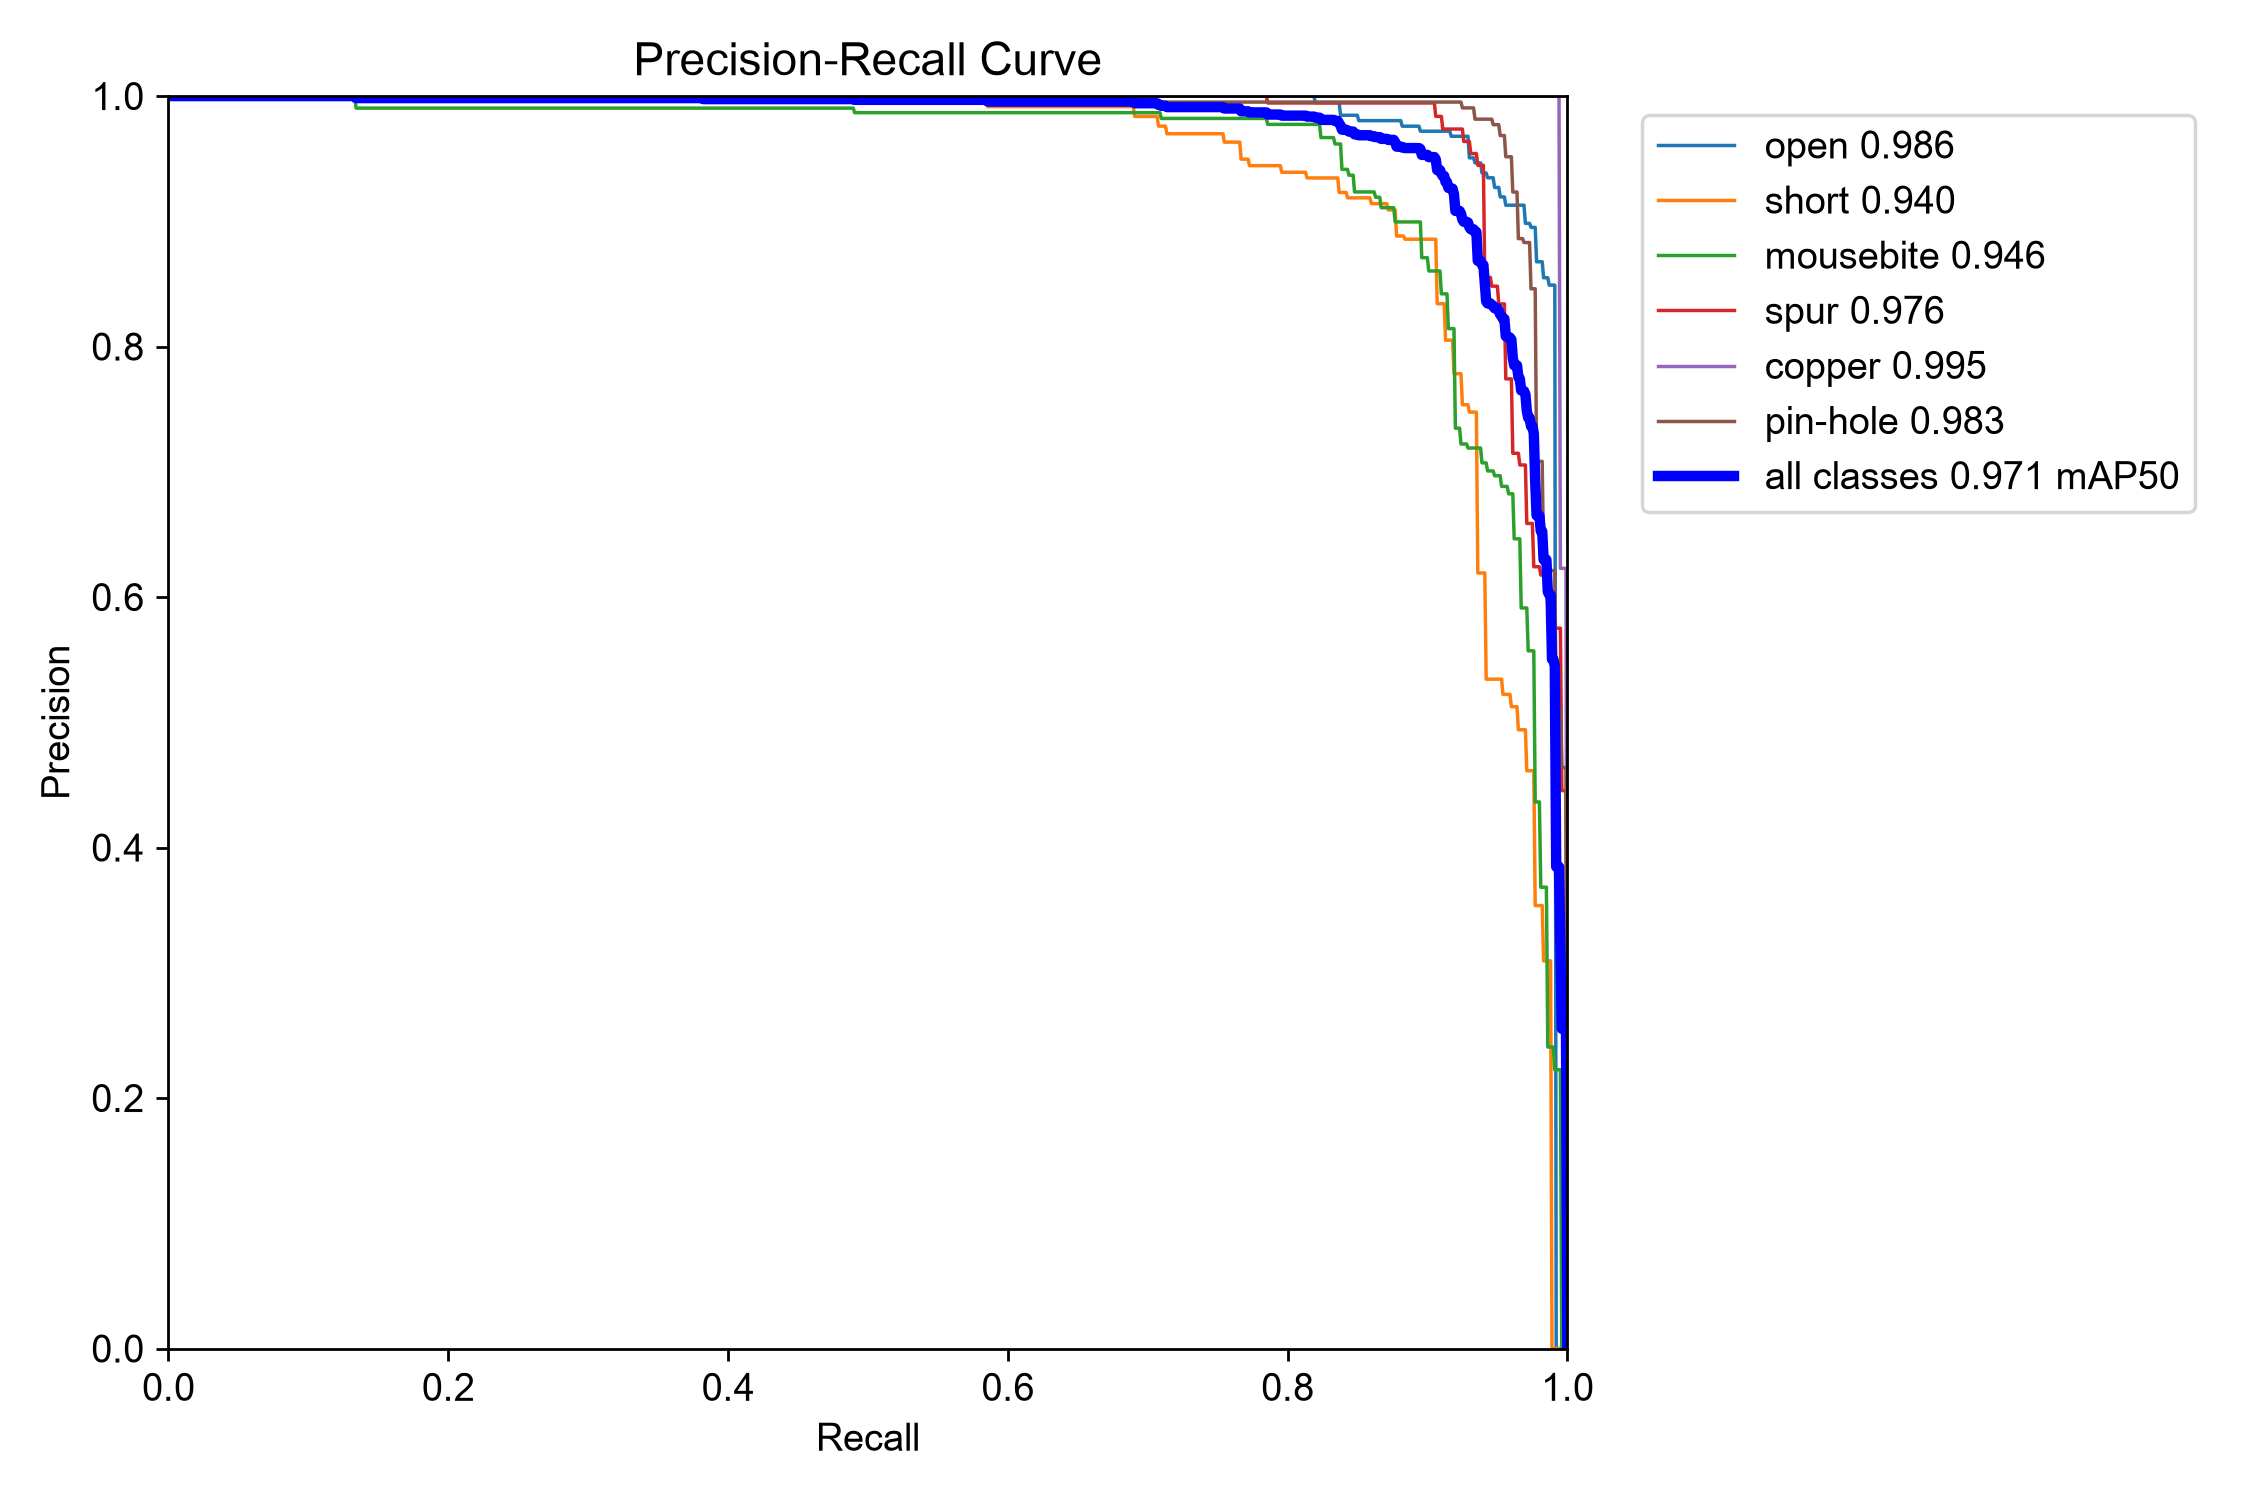 Precision-Recall Curve
1.0
0.8
0.6
0.4
0.2
0.0
Precision
0.0 0.2 0.4 0.6 0.8 1.0
Recall
open 0.986
short 0.940
mousebite 0.946
spur 0.976
copper 0.995
pin-hole 0.983
all classes 0.971 mAP50